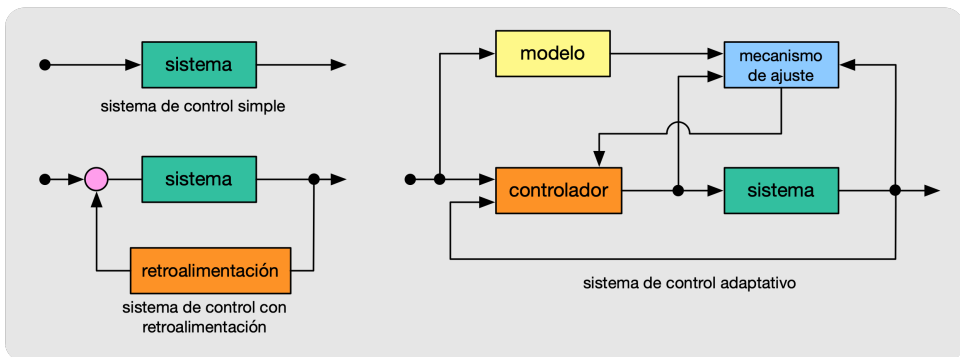 sistema
sistema de control simple
sistema
retroalimentación
sistema de control con
retroalimentación
modelo
mecanismo
de ajuste
controlador
sistema
sistema de control adaptativo